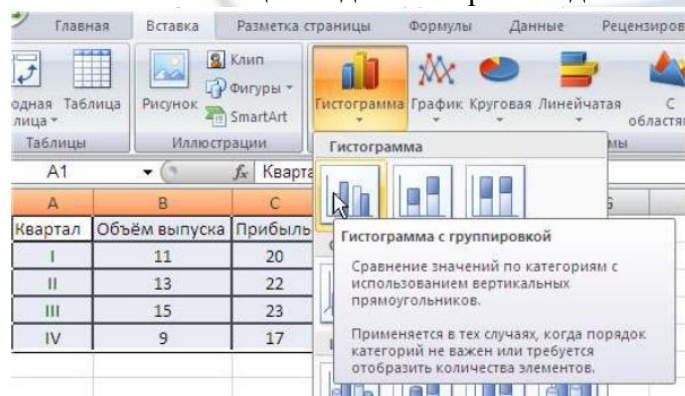 Главная Вставка Разметка страницы Формулы Данные Рецензиров
Клип
Фигуры
SmartArt
одная Таблица Рисунок Гистограмма График Круговая Линейчатая С
лица областя
Таблицы Иллюстрации мы
Гистограмма
A1 fx Кварта
A B C G
Квартал Объём выпуска Прибыль
I 11 20
II 13 22
III 15 23
IV 9 17
Гистограмма с группировкой
Сравнение значений по категориям с
использованием вертикальных
прямоугольников.
Применяется в тех случаях, когда порядок
категорий не важен или требуется
отобразить количества элементов.